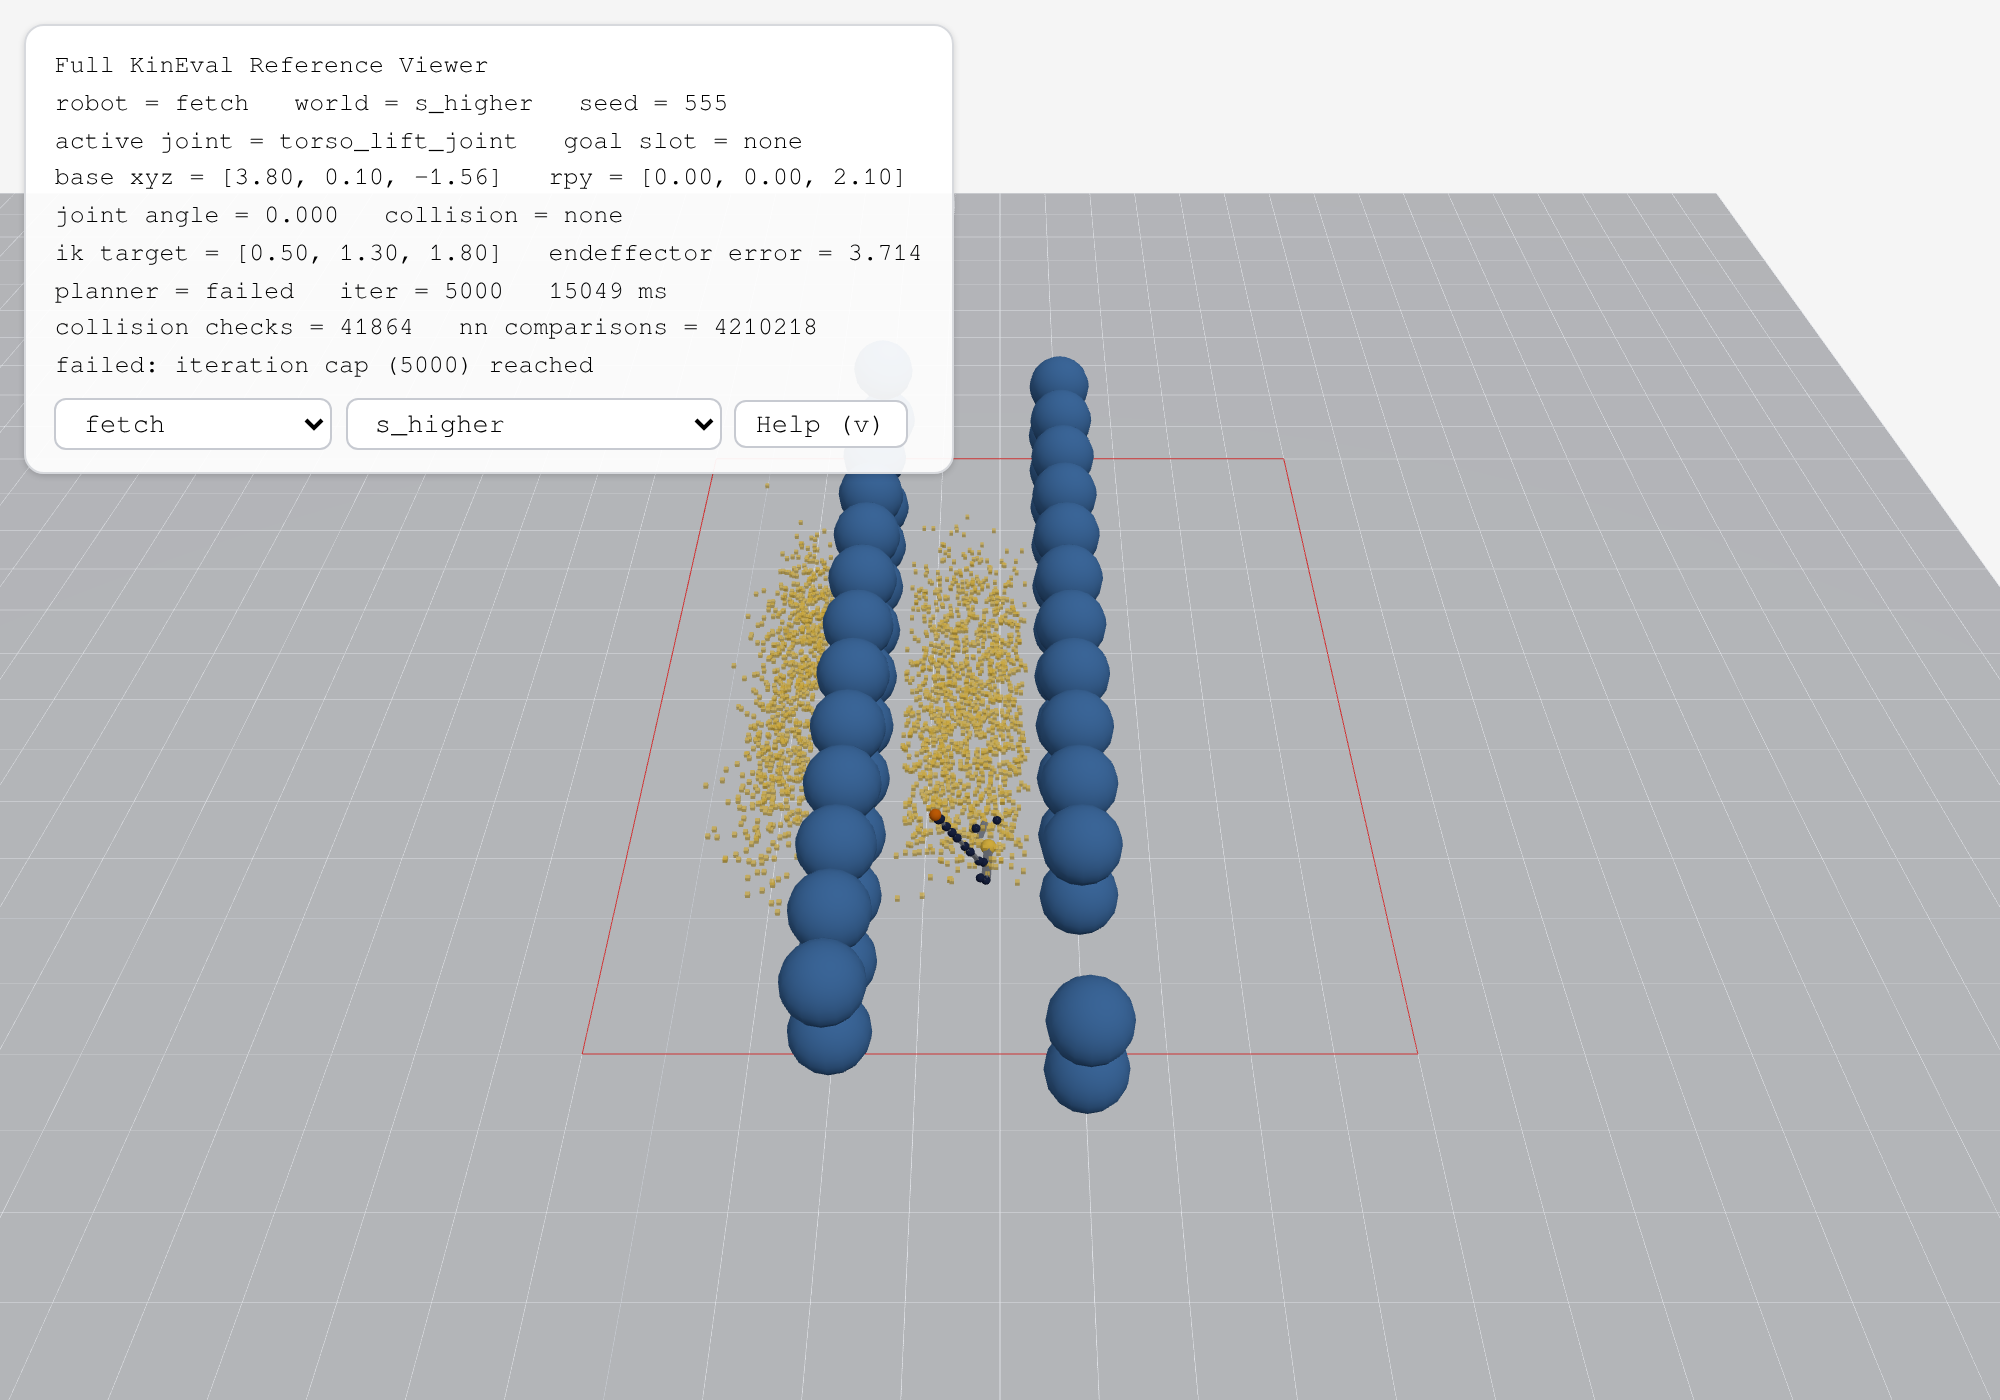 Full KinEval Reference Viewer
robot = fetch   world = s_higher   seed = 555
active joint = torso_lift_joint   goal slot = none
base xyz = [3.80, 0.10, -1.56]   rpy = [0.00, 0.00, 2.10]
joint angle = 0.000   collision = none
ik target = [0.50, 1.30, 1.80]   endeffector error = 3.714
planner = failed   iter = 5000   15049 ms
collision checks = 41864   nn comparisons = 4210218
failed: iteration cap (5000) reached
fetch   s_higher   Help (v)